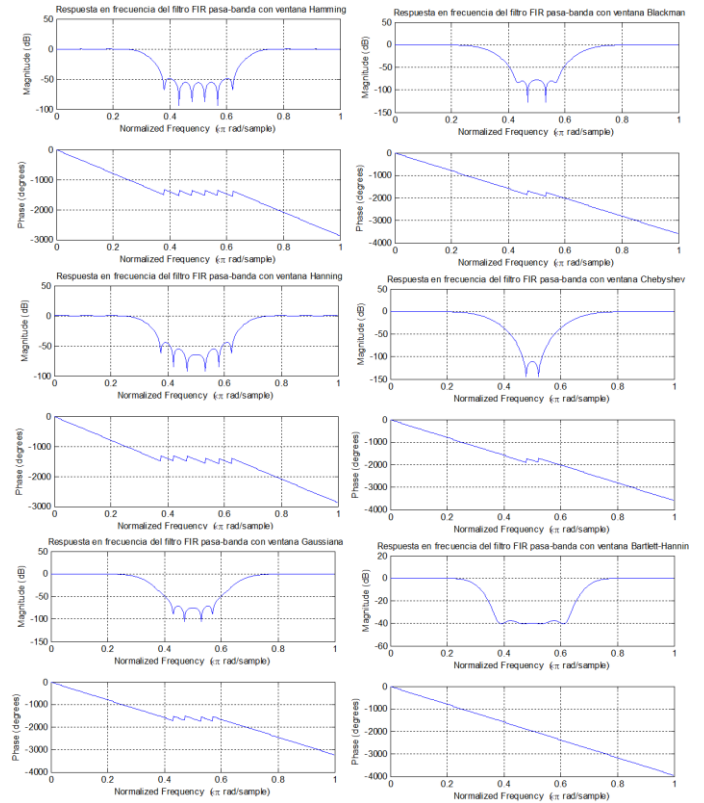 Respuesta en frecuencia del filtro FIR pasa-banda con ventana Hamming
50
0
-50
-100
Magnitude (dB)
0 0.2 0.4 0.6 0.8 1
Normalized Frequency (×π rad/sample)
0
-1000
-2000
-3000
Phase (degrees)
0 0.2 0.4 0.6 0.8 1
Normalized Frequency (×π rad/sample)
Respuesta en frecuencia del filtro FIR pasa-banda con ventana Blackman
50
0
-50
-100
-150
Magnitude (dB)
0 0.2 0.4 0.6 0.8 1
Normalized Frequency (×π rad/sample)
0
-1000
-2000
-3000
-4000
Phase (degrees)
0 0.2 0.4 0.6 0.8 1
Normalized Frequency (×π rad/sample)
Respuesta en frecuencia del filtro FIR pasa-banda con ventana Hanning
50
0
-50
-100
Magnitude (dB)
0 0.2 0.4 0.6 0.8 1
Normalized Frequency (×π rad/sample)
0
-1000
-2000
-3000
Phase (degrees)
0 0.2 0.4 0.6 0.8 1
Normalized Frequency (×π rad/sample)
Respuesta en frecuencia del filtro FIR pasa-banda con ventana Chebyshev
50
0
-50
-100
-150
Magnitude (dB)
0 0.2 0.4 0.6 0.8 1
Normalized Frequency (×π rad/sample)
0
-1000
-2000
-3000
-4000
Phase (degrees)
0 0.2 0.4 0.6 0.8 1
Normalized Frequency (×π rad/sample)
Respuesta en frecuencia del filtro FIR pasa-banda con ventana Gaussiana
50
0
-50
-100
-150
Magnitude (dB)
0 0.2 0.4 0.6 0.8 1
Normalized Frequency (×π rad/sample)
0
-1000
-2000
-3000
-4000
Phase (degrees)
0 0.2 0.4 0.6 0.8 1
Normalized Frequency (×π rad/sample)
Respuesta en frecuencia del filtro FIR pasa-banda con ventana Bartlett-Hannin
20
0
-20
-40
-60
Magnitude (dB)
0 0.2 0.4 0.6 0.8 1
Normalized Frequency (×π rad/sample)
0
-1000
-2000
-3000
-4000
Phase (degrees)
0 0.2 0.4 0.6 0.8 1
Normalized Frequency (×π rad/sample)